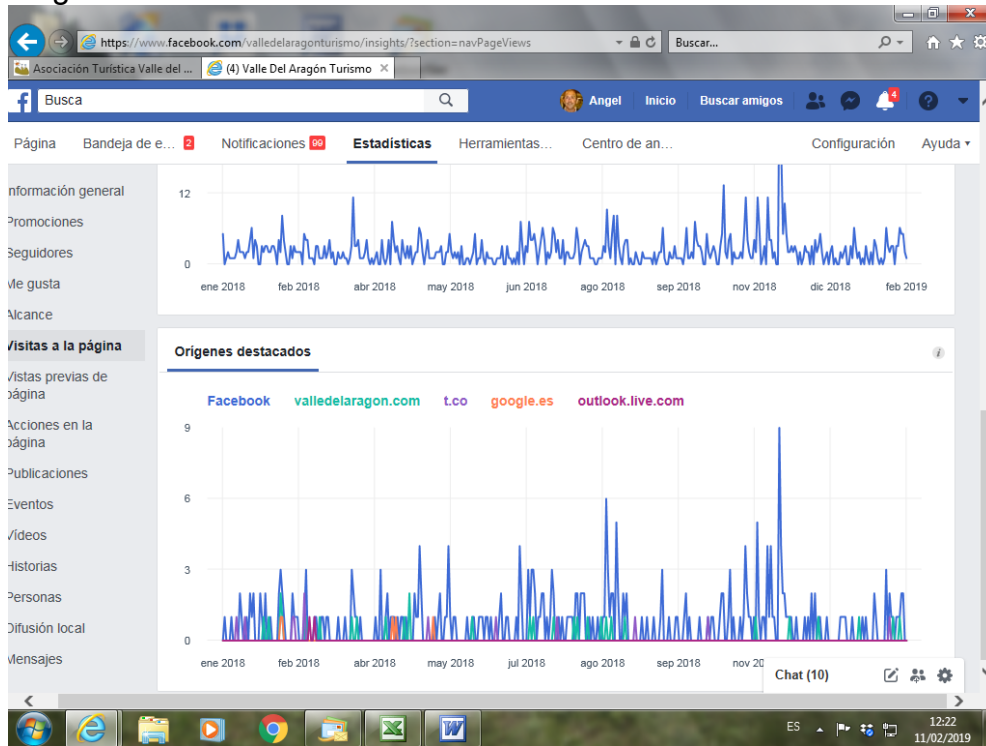 https://www.facebook.com/valledelaragonturismo/insights/?section=navPageViews
Buscar...
Asociación Turística Valle del ...
(4) Valle Del Aragón Turismo
Busca
Angel
Inicio
Buscar amigos
4
Página
Bandeja de e... 2
Notificaciones 99
Estadísticas
Herramientas...
Centro de an...
Configuración
Ayuda
nformación general
Promociones
Seguidores
Me gusta
Alcance
Visitas a la página
Vistas previas de
página
Acciones en la
página
Publicaciones
Eventos
Vídeos
Historias
Personas
Difusión local
Mensajes
12
0
ene 2018 feb 2018 abr 2018 may 2018 jun 2018 ago 2018 sep 2018 nov 2018 dic 2018 feb 2019
Orígenes destacados
i
Facebook valledelaragon.com t.co google.es outlook.live.com
9
6
3
0
ene 2018 feb 2018 abr 2018 may 2018 jul 2018 ago 2018 sep 2018 nov 20
Chat (10)
ES
12:22
11/02/2019